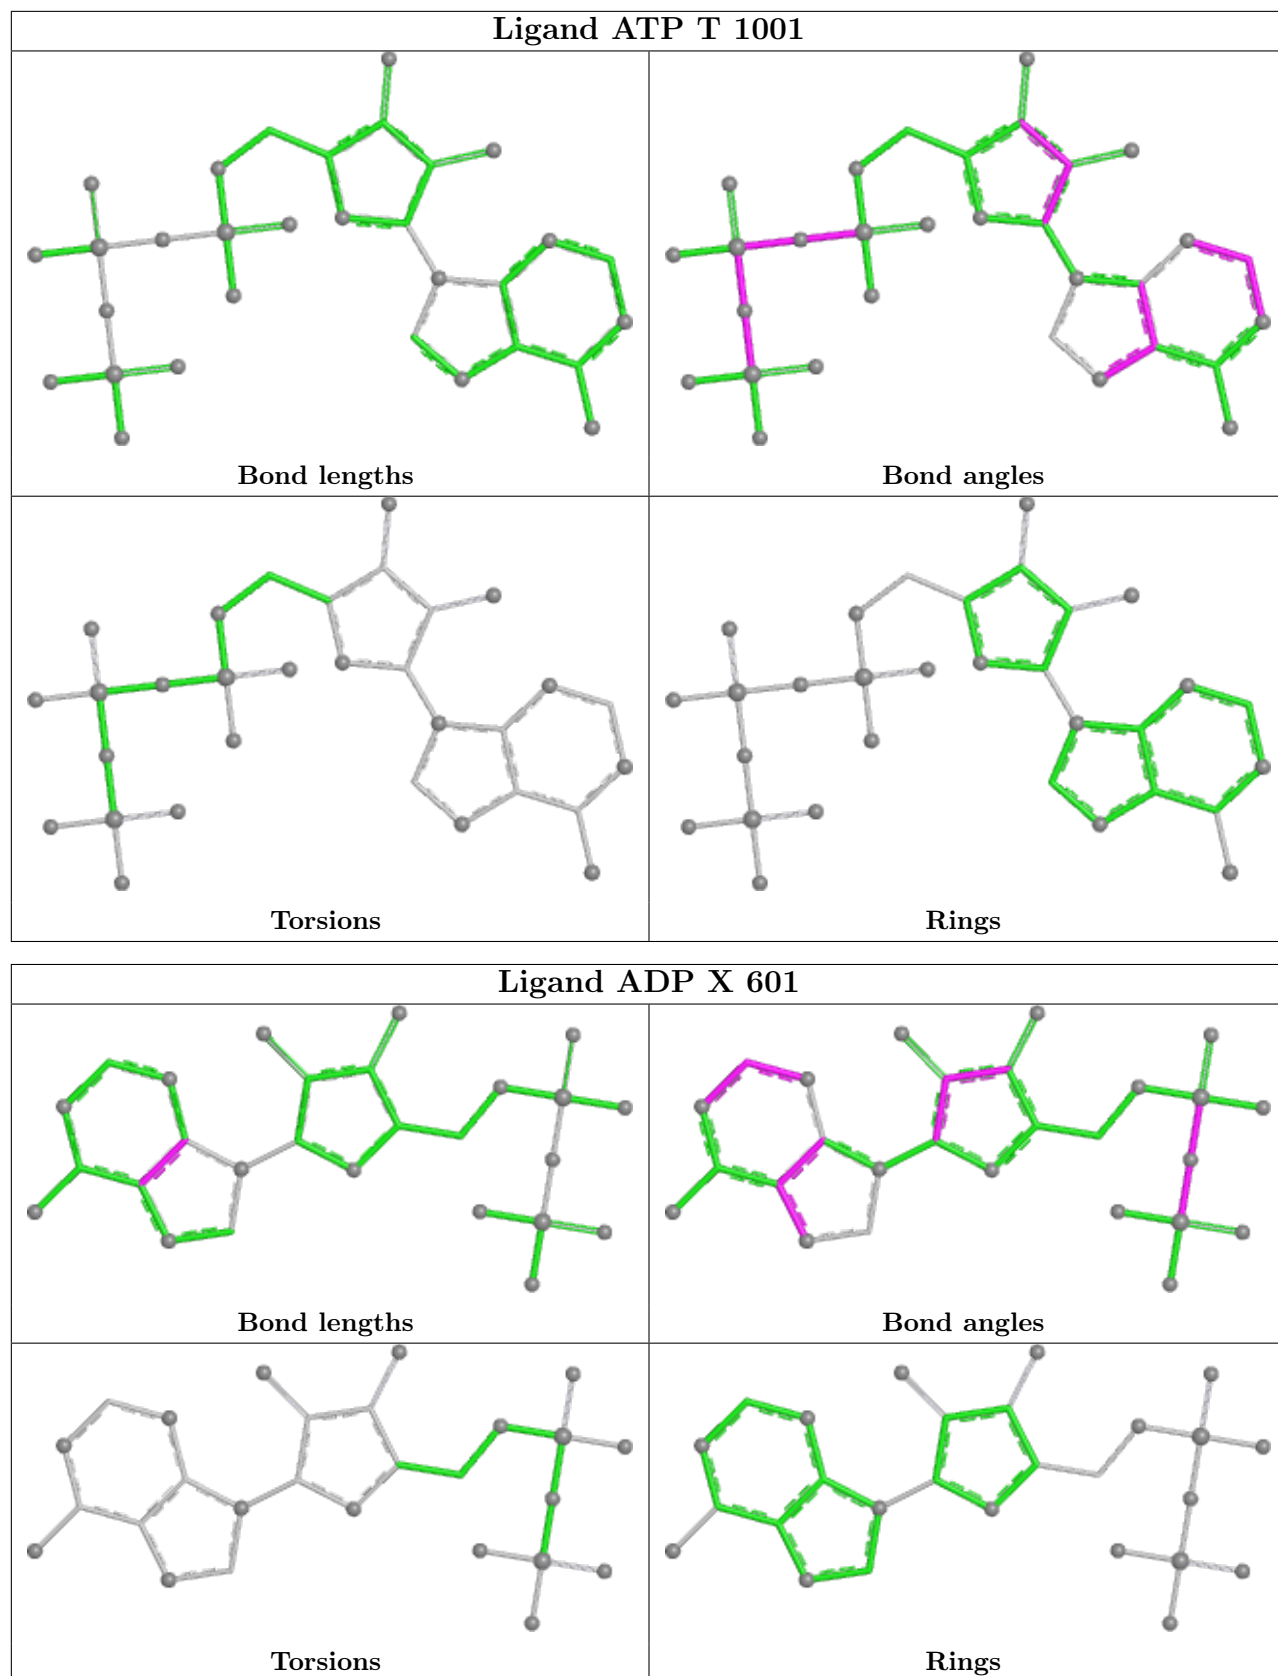 Ligand ATP T 1001
Bond lengths
Bond angles
Torsions
Rings
Ligand ADP X 601
Bond lengths
Bond angles
Torsions
Rings